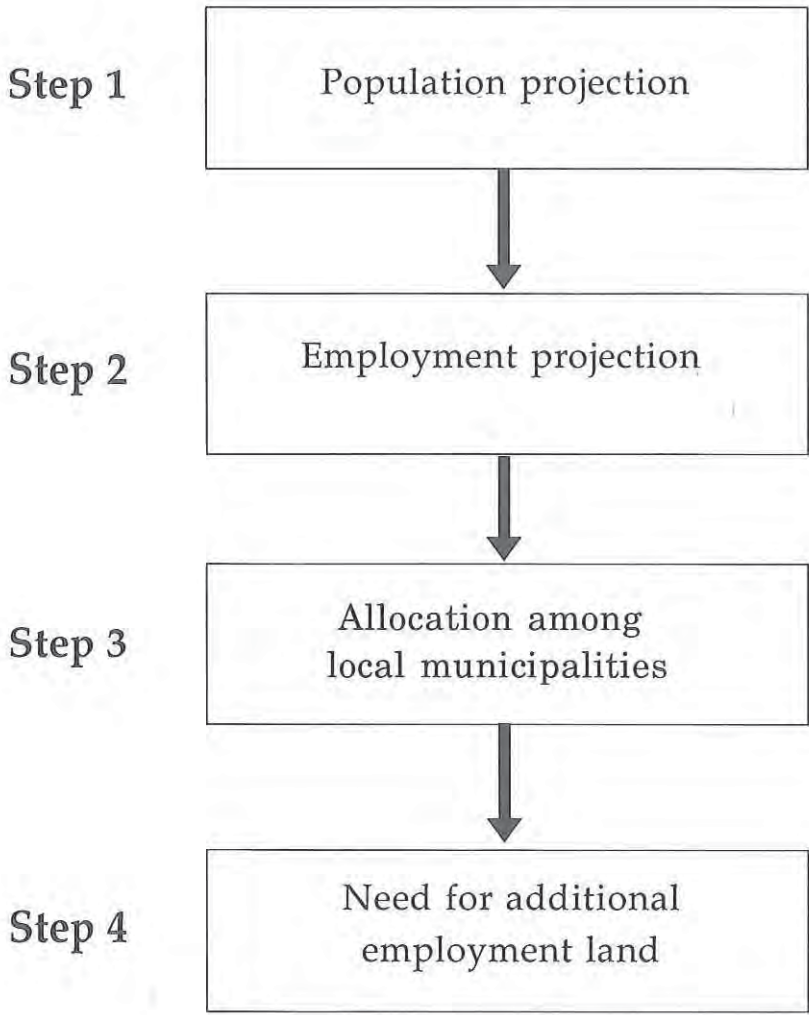 Step 1
Population projection
Step 2
Employment projection
Step 3
Allocation among
local municipalities
Step 4
Need for additional
employment land